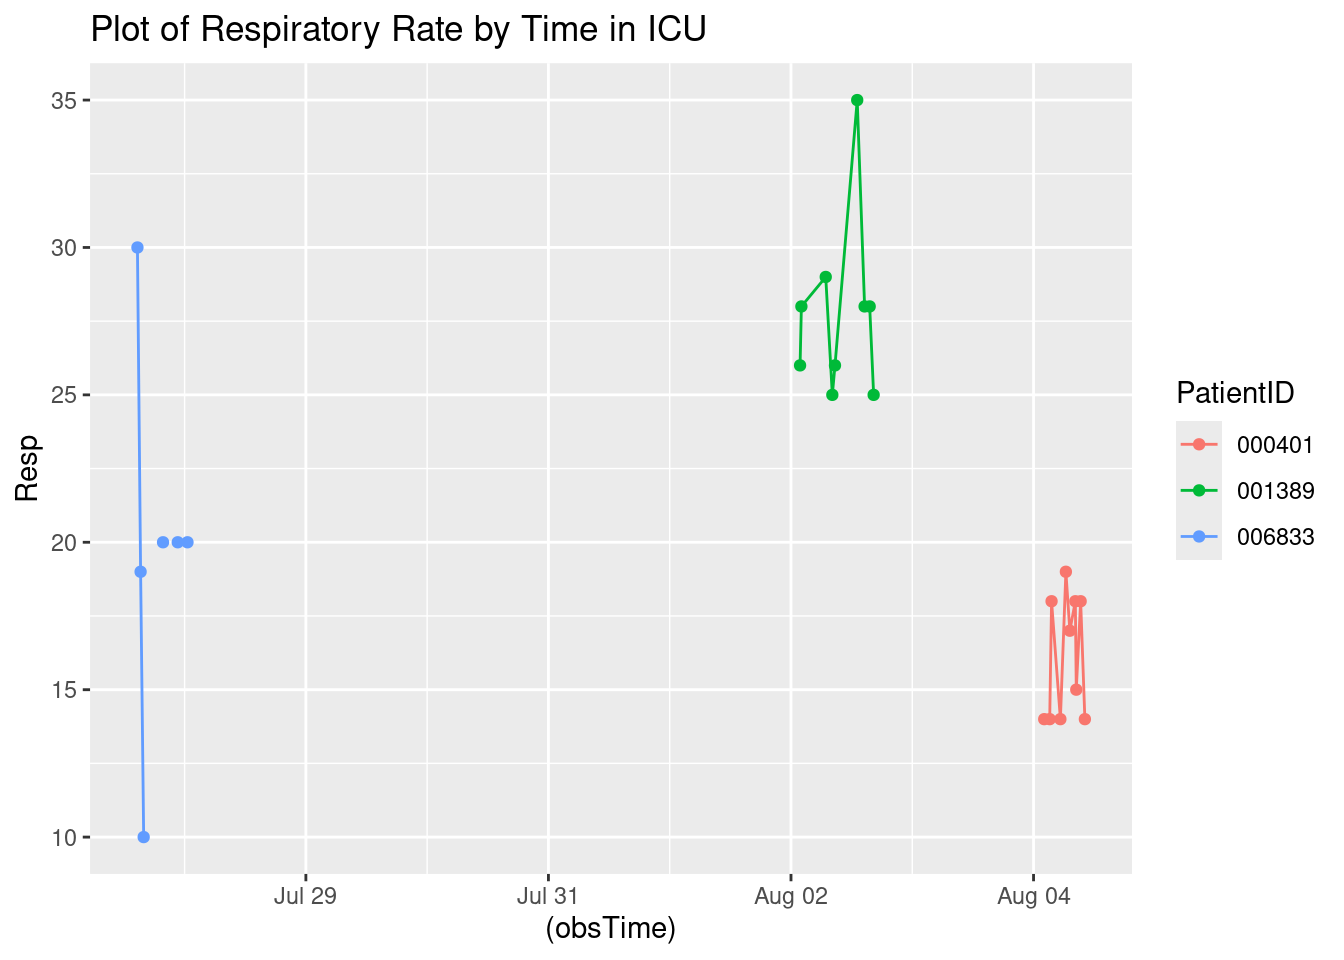 Plot of Respiratory Rate by Time in ICU
35
30
25
20
15
10
Resp
Jul 29
Jul 31
Aug 02
Aug 04
(obsTime)
PatientID
000401
001389
006833